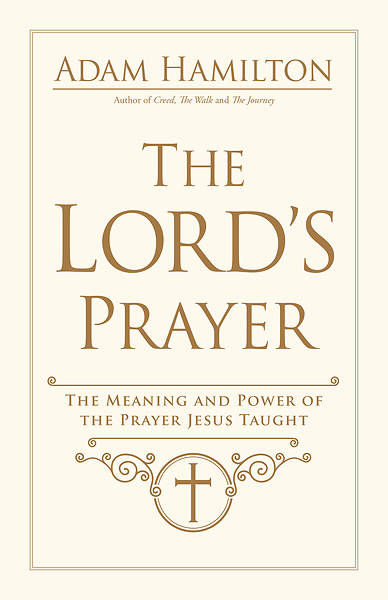 ADAM HAMILTON
Author of Creed, The Walk and The Journey
THE
LORD'S
PRAYER
THE MEANING AND POWER OF
THE PRAYER JESUS TAUGHT